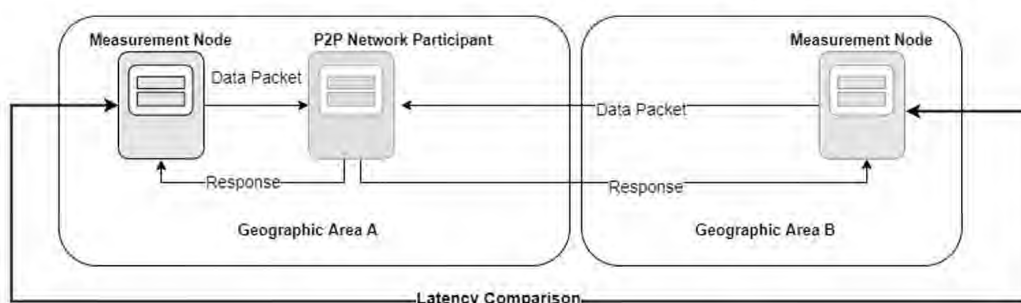 Measurement Node
P2P Network Participant
Measurement Node
Data Packet
Data Packet
Response
Response
Geographic Area A
Geographic Area B
Latency Comparison